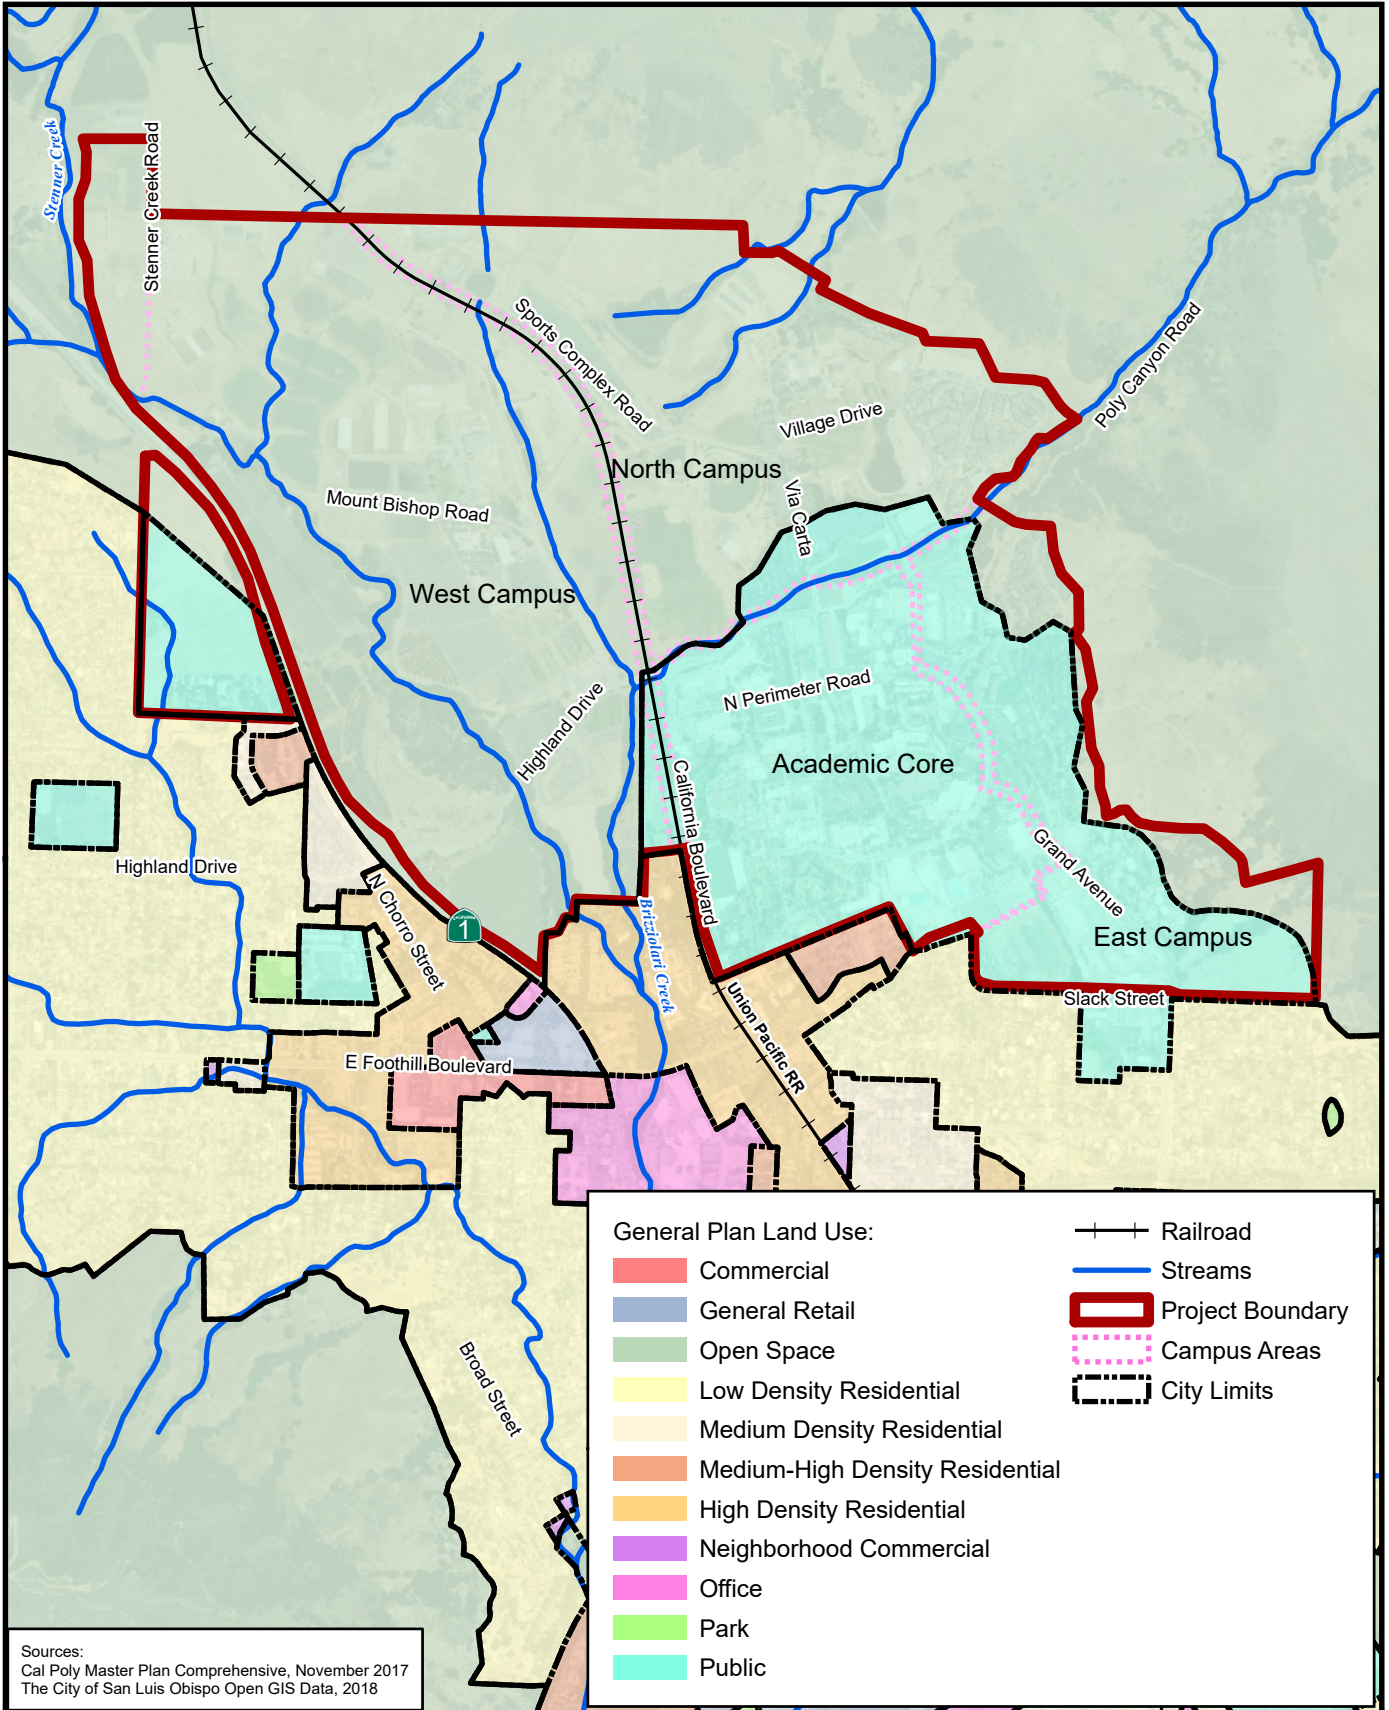 Stenner Creek
Stenner Creek Road
Sports Complex Road
Poly Canyon Road
Village Drive
North Campus
Mount Bishop Road
Via Carta
West Campus
N Perimeter Road
Highland Drive
Academic Core
California Boulevard
Grand Avenue
Highland Drive
N Chorro Street
CALIFORNIA
1
Brizziolari Creek
East Campus
Slack Street
Union Pacific RR
E Foothill Boulevard
Broad Street
General Plan Land Use:
Commercial
General Retail
Open Space
Low Density Residential
Medium Density Residential
Medium-High Density Residential
High Density Residential
Neighborhood Commercial
Office
Park
Public
Railroad
Streams
Project Boundary
Campus Areas
City Limits
Sources:
Cal Poly Master Plan Comprehensive, November 2017
The City of San Luis Obispo Open GIS Data, 2018